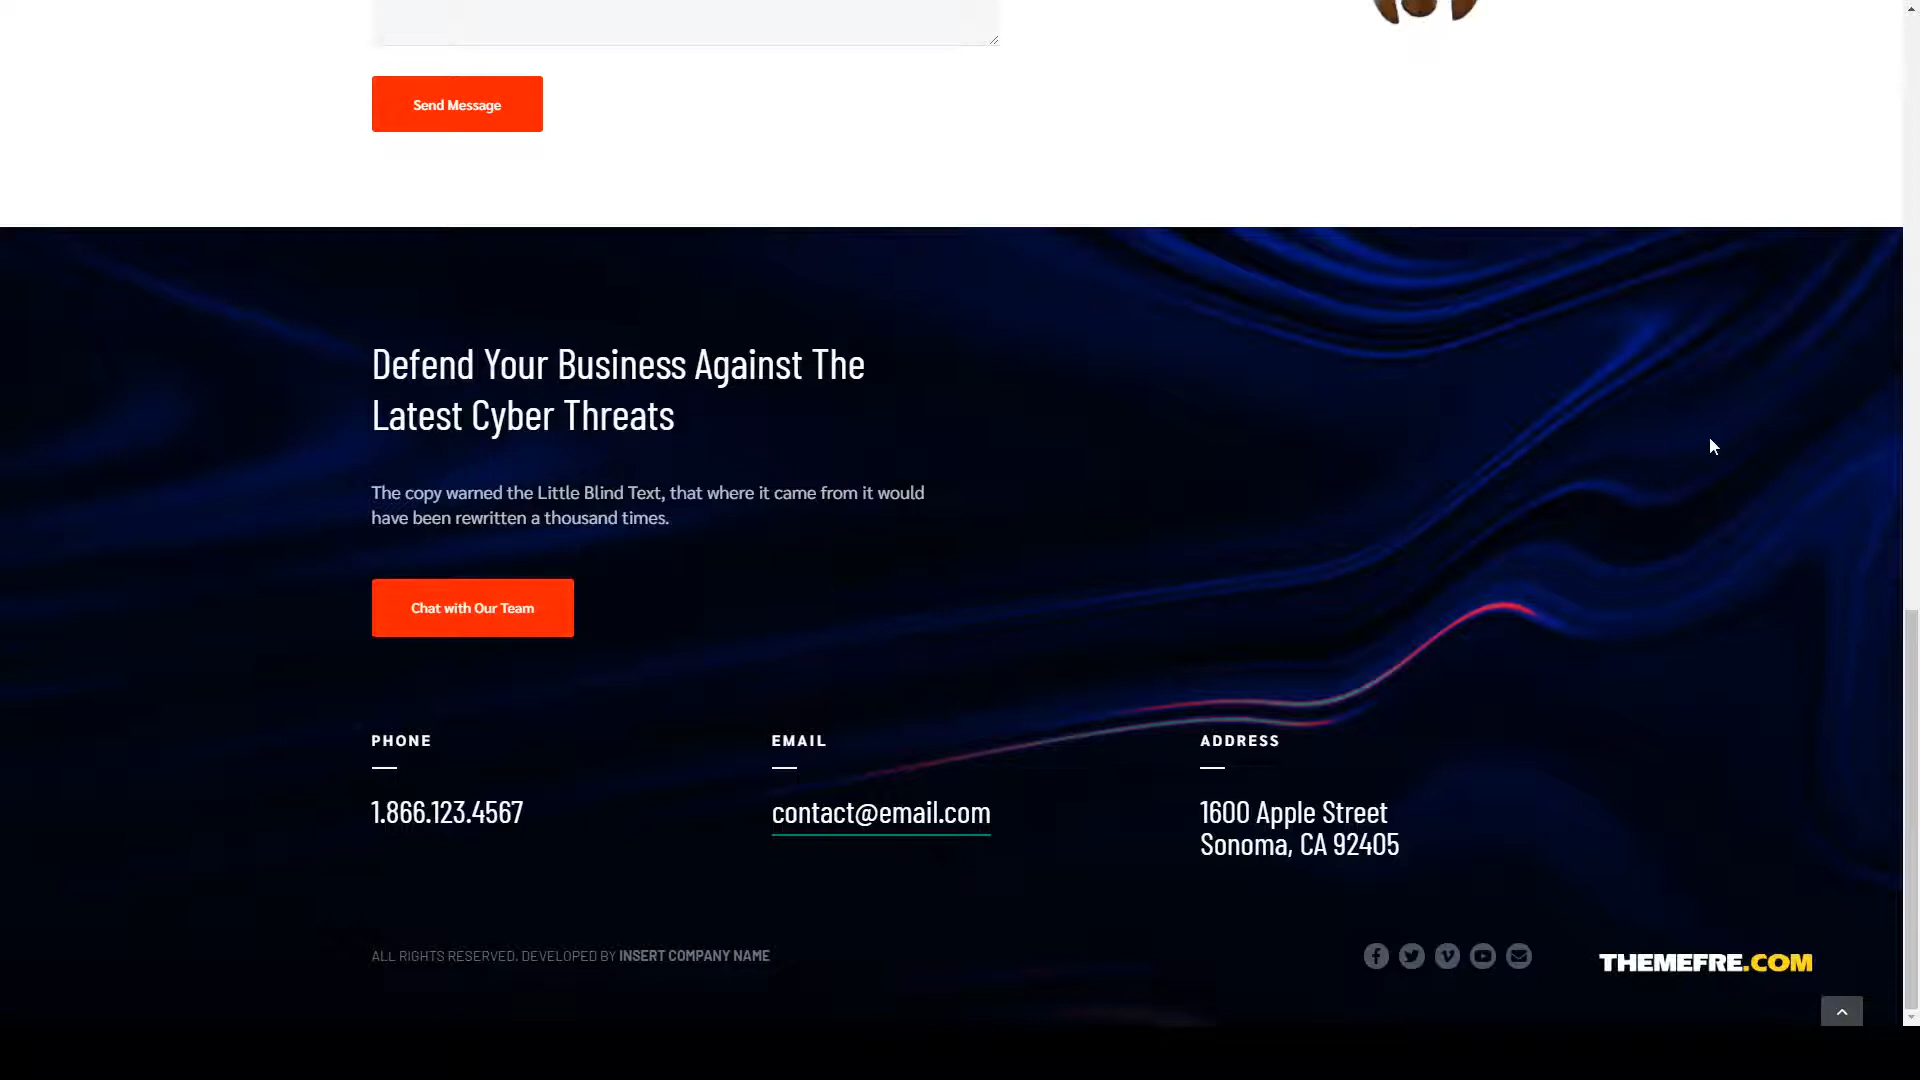 Send Message
Defend Your Business Against The
Latest Cyber Threats
The copy warned the Little Blind Text, that where it came from it would
have been rewritten a thousand times.
Chat with Our Team
PHONE
1.866.123.4567
EMAIL
contact@email.com
ADDRESS
1600 Apple Street
Sonoma, CA 92405
ALL RIGHTS RESERVED. DEVELOPED BY INSERT COMPANY NAME
THEMEFRE.COM